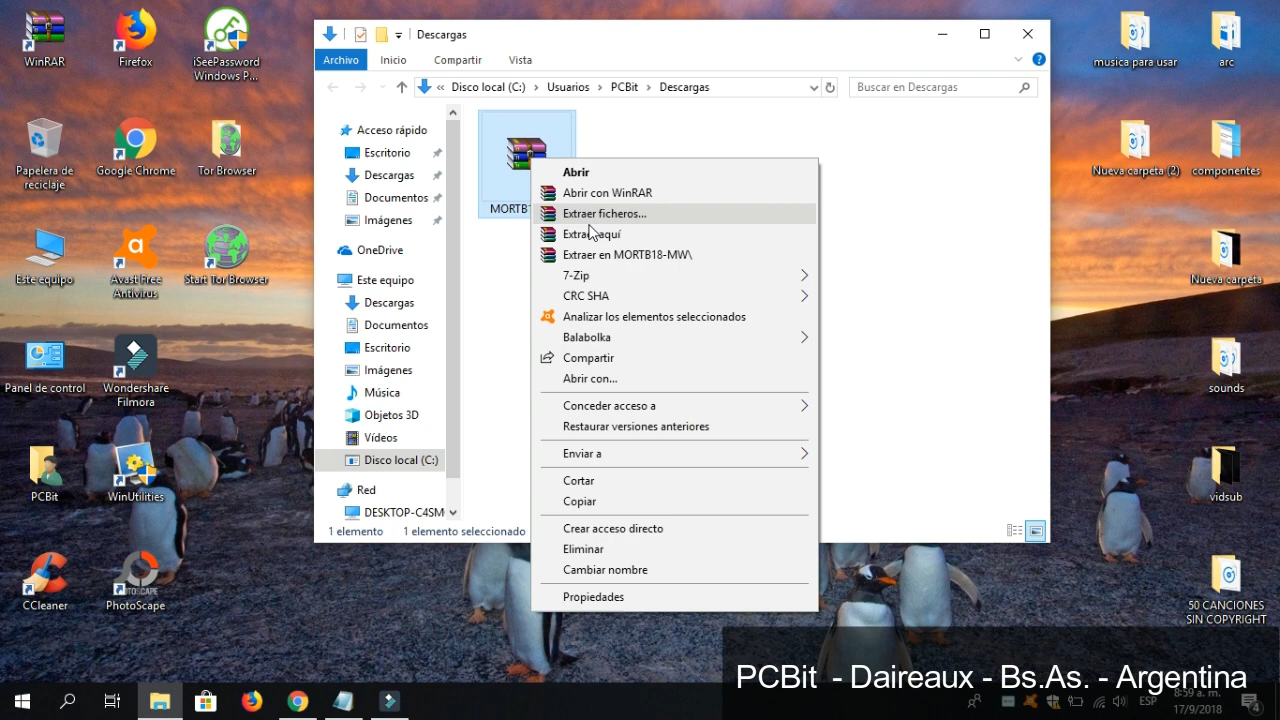 WinRAR
Firefox
iSeePassword
Windows P...
Papelera de
reciclaje
Google Chrome
Tor Browser
Este equipo
Avast Free
Antivirus
Start Tor Browser
Panel de control
Wondershare
Filmora
PCBit
WinUtilities
CCleaner
PhotoScape
Descargas
Archivo
Inicio
Compartir
Vista
« Disco local (C:) > Usuarios > PCBit > Descargas
Buscar en Descargas
Acceso rápido
Escritorio
Descargas
Documentos
Imágenes
OneDrive
Este equipo
Descargas
Documentos
Escritorio
Imágenes
Música
Objetos 3D
Vídeos
Disco local (C:)
Red
DESKTOP-C4SM
1 elemento
1 elemento seleccionado
Abrir
Abrir con WinRAR
Extraer ficheros...
Extraer en MORTB18-MW\
7-Zip
CRC SHA
Analizar los elementos seleccionados
Balabolka
Compartir
Abrir con...
Conceder acceso a
Restaurar versiones anteriores
Enviar a
Cortar
Copiar
Crear acceso directo
Eliminar
Cambiar nombre
Propiedades
musica para usar
arc
Nueva carpeta (2)
componentes
Nueva carpeta
sounds
vidsub
50 CANCIONES
SIN COPYRIGHT
PCBit - Daireaux - Bs.As. - Argentina
ESP
8:59 a. m.
17/9/2018
4